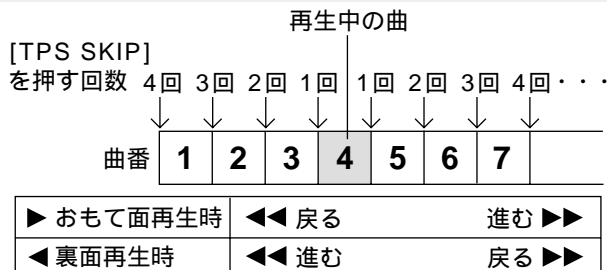 再生中の曲
[TPS SKIP]
を押す回数 4回 3回 2回 1回 1回 2回 3回 4回・・・
曲番 1 2 3 4 5 6 7
▶ おもて面再生時 ◀◀ 戻る 進む ▶▶
◀ 裏面再生時 ◀◀ 進む 戻る ▶▶